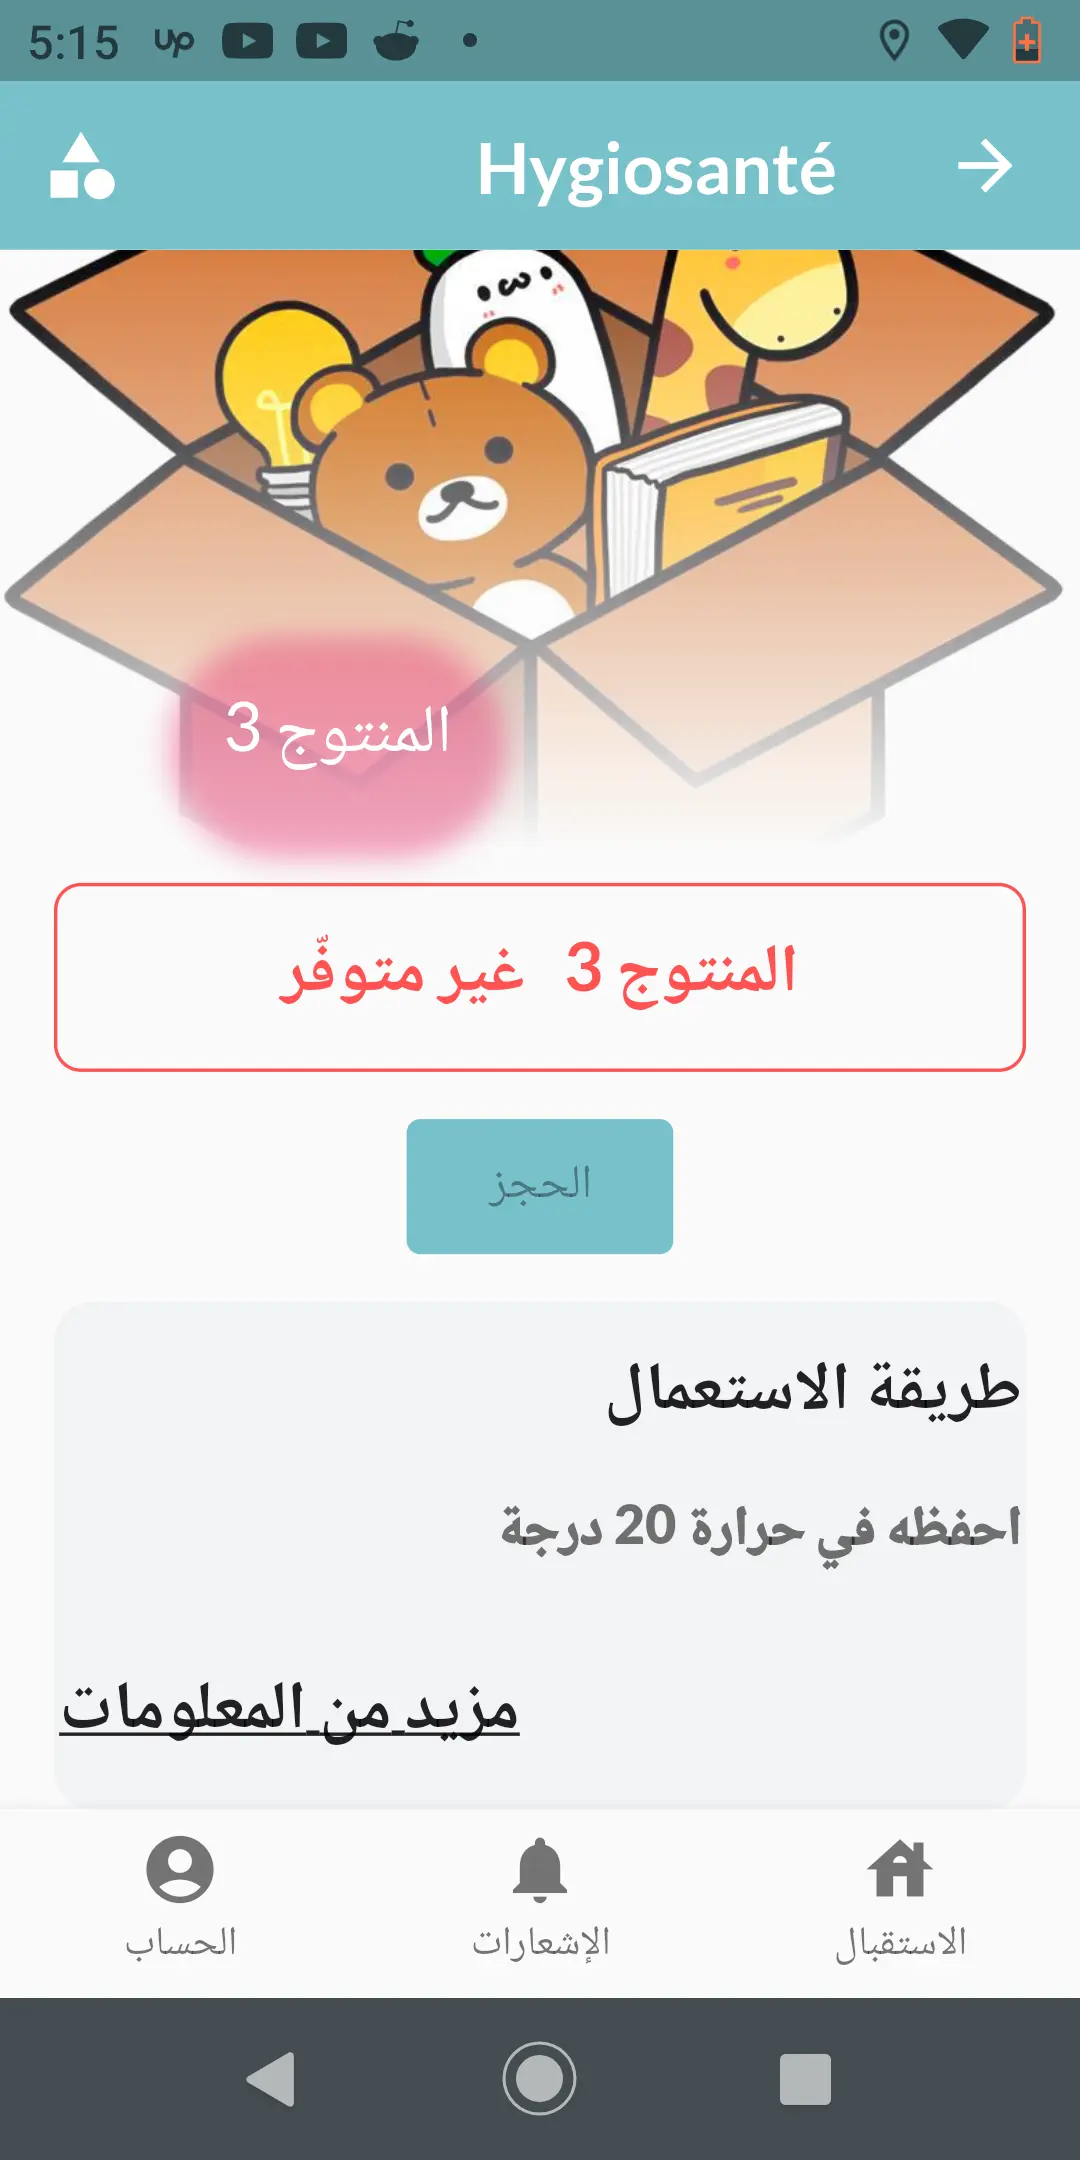 5:15
up
Hygiosanté
المنتوج 3
المنتوج 3 غير متوفّر
الحجز
طريقة الاستعمال
احفظه في حرارة 20 درجة
مزيد من المعلومات
الاستقبال
الإشعارات
الحساب